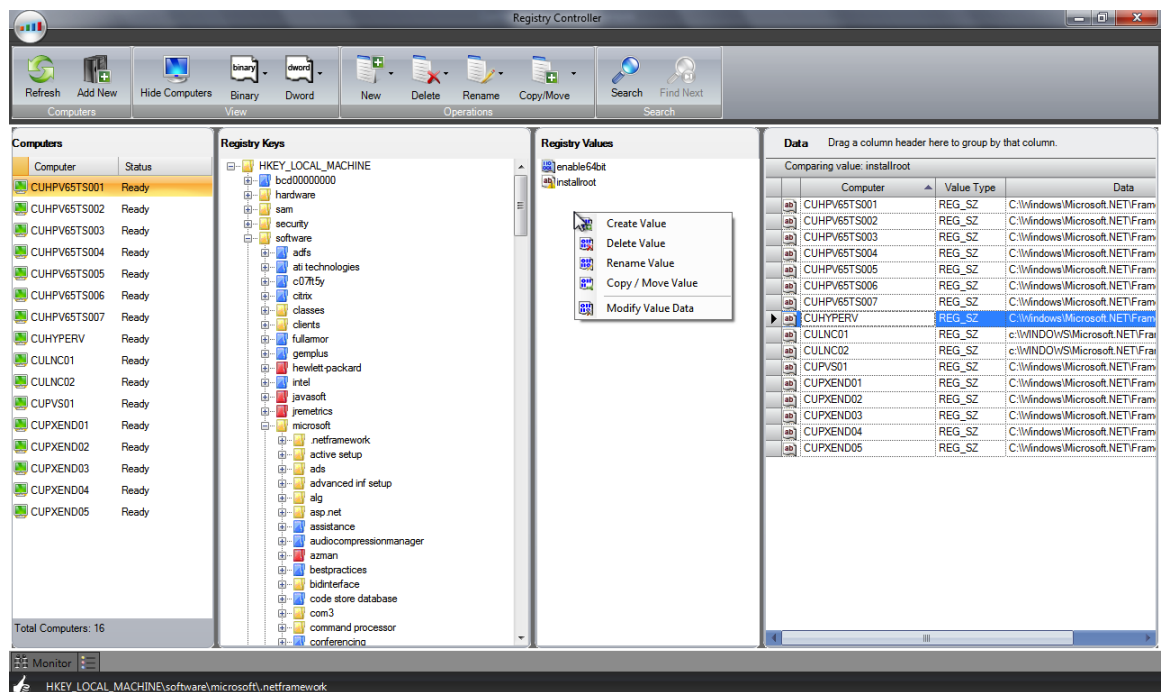 Registry Controller
Refresh Add New Hide Computers binary Binary dword Dword New Delete Rename Copy/Move Search Find Next
Computers View Operations Search
Computers
Computer Status
CUHPV65TS001 Ready
CUHPV65TS002 Ready
CUHPV65TS003 Ready
CUHPV65TS004 Ready
CUHPV65TS005 Ready
CUHPV65TS006 Ready
CUHPV65TS007 Ready
CUHYPERV Ready
CULNC01 Ready
CULNC02 Ready
CUPVS01 Ready
CUPXEND01 Ready
CUPXEND02 Ready
CUPXEND03 Ready
CUPXEND04 Ready
CUPXEND05 Ready
Total Computers: 16
Registry Keys
HKEY_LOCAL_MACHINE
bcd00000000
hardware
sam
security
software
adfs
ati technologies
c07ft5y
citrix
classes
clients
fullarmor
gemplus
hewlett-packard
intel
javasoft
jremetrics
microsoft
.netframework
active setup
ads
advanced inf setup
alg
asp.net
assistance
audiocompressionmanager
azman
bestpractices
bidinterface
code store database
com3
command processor
conferencing
Registry Values
enable64bit
installroot
Create Value
Delete Value
Rename Value
Copy / Move Value
Modify Value Data
Data Drag a column header here to group by that column.
Comparing value: installroot
Computer Value Type Data
CUHPV65TS001 REG_SZ C:\Windows\Microsoft.NET\Fram
CUHPV65TS002 REG_SZ C:\Windows\Microsoft.NET\Fram
CUHPV65TS003 REG_SZ C:\Windows\Microsoft.NET\Fram
CUHPV65TS004 REG_SZ C:\Windows\Microsoft.NET\Fram
CUHPV65TS005 REG_SZ C:\Windows\Microsoft.NET\Fram
CUHPV65TS006 REG_SZ C:\Windows\Microsoft.NET\Fram
CUHPV65TS007 REG_SZ C:\Windows\Microsoft.NET\Fram
CUHYPERV REG_SZ C:\Windows\Microsoft.NET\Fram
CULNC01 REG_SZ c:\WINDOWS\Microsoft.NET\Frai
CULNC02 REG_SZ c:\WINDOWS\Microsoft.NET\Frai
CUPVS01 REG_SZ C:\Windows\Microsoft.NET\Fram
CUPXEND01 REG_SZ C:\Windows\Microsoft.NET\Fram
CUPXEND02 REG_SZ C:\Windows\Microsoft.NET\Fram
CUPXEND03 REG_SZ C:\Windows\Microsoft.NET\Fram
CUPXEND04 REG_SZ C:\Windows\Microsoft.NET\Fram
CUPXEND05 REG_SZ C:\Windows\Microsoft.NET\Fram
Monitor
HKEY_LOCAL_MACHINE\software\microsoft\.netframework